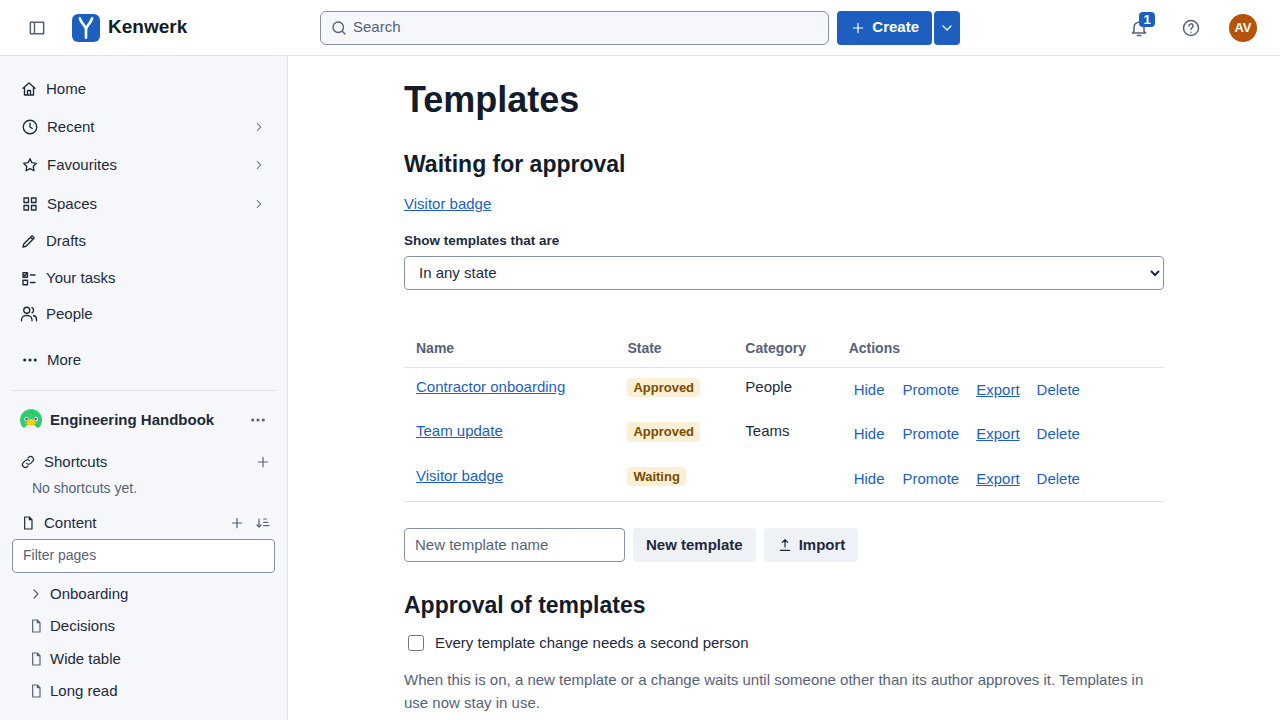 Kenwerk
Search
Create
1
AV
Home
Recent
Favourites
Spaces
Drafts
Your tasks
People
More
Engineering Handbook
Shortcuts
No shortcuts yet.
Content
Filter pages
Onboarding
Decisions
Wide table
Long read
Templates
Waiting for approval
Visitor badge
Show templates that are
In any state
Name State Category Actions
Contractor onboarding Approved People Hide Promote Export Delete
Team update Approved Teams Hide Promote Export Delete
Visitor badge Waiting Hide Promote Export Delete
New template name New template Import
Approval of templates
Every template change needs a second person
When this is on, a new template or a change waits until someone other than its author approves it. Templates in
use now stay in use.